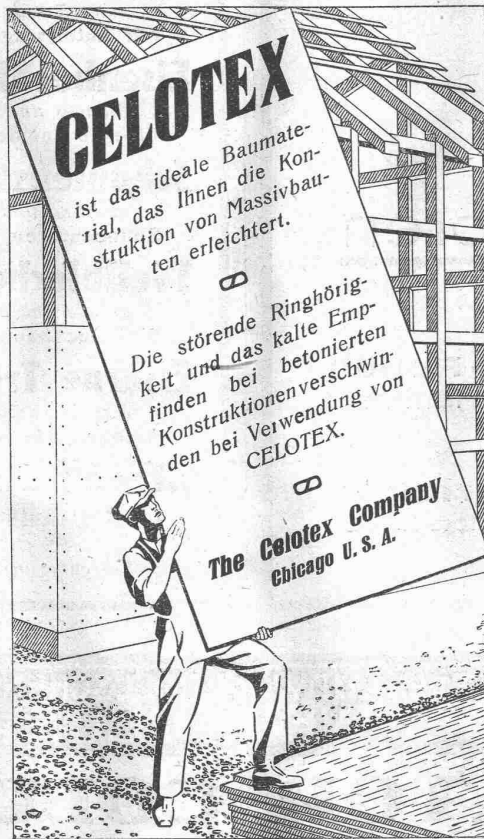 CELOTEX
ist das ideale Baumate-
rial, das Ihnen die Kon-
struktion von Massivbau-
ten erleichtert.
Die störende Ringhörig-
keit und das kalte Emp-
finden bei betonierten
Konstruktionen verschwin-
den bei Verwendung von
CELOTEX.
The Celotex Company
Chicago U. S. A.